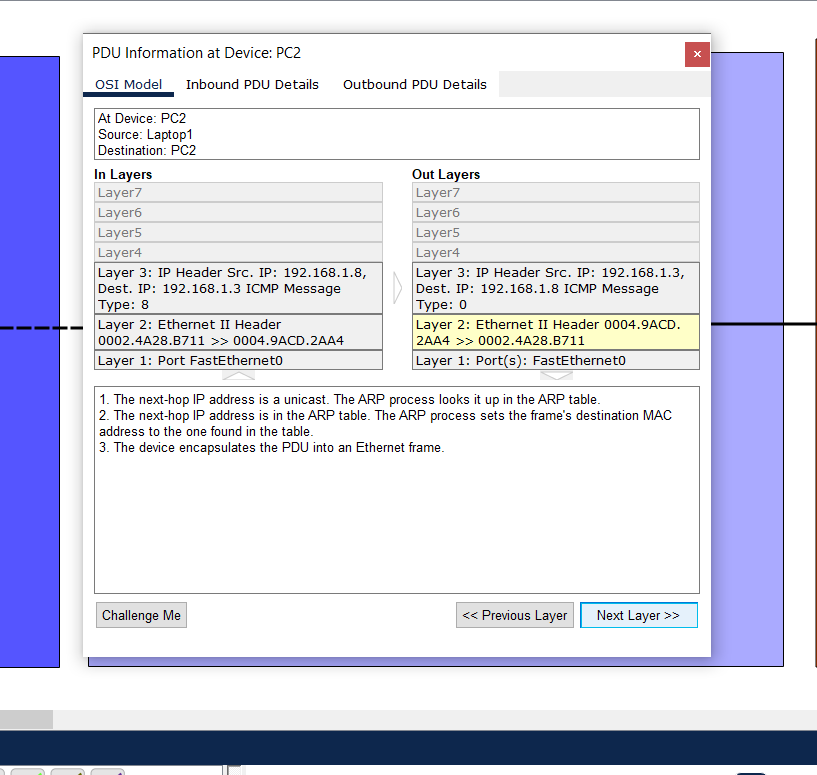 PDU Information at Device: PC2
×
OSI Model Inbound PDU Details Outbound PDU Details
At Device: PC2
Source: Laptop1
Destination: PC2
In Layers
Layer7
Layer6
Layer5
Layer4
Layer 3: IP Header Src. IP: 192.168.1.8,
Dest. IP: 192.168.1.3 ICMP Message
Type: 8
Layer 2: Ethernet II Header
0002.4A28.B711 >> 0004.9ACD.2AA4
Layer 1: Port FastEthernet0
Out Layers
Layer7
Layer6
Layer5
Layer4
Layer 3: IP Header Src. IP: 192.168.1.3,
Dest. IP: 192.168.1.8 ICMP Message
Type: 0
Layer 2: Ethernet II Header 0004.9ACD.
2AA4 >> 0002.4A28.B711
Layer 1: Port(s): FastEthernet0
1. The next-hop IP address is a unicast. The ARP process looks it up in the ARP table.
2. The next-hop IP address is in the ARP table. The ARP process sets the frame's destination MAC
address to the one found in the table.
3. The device encapsulates the PDU into an Ethernet frame.
Challenge Me << Previous Layer Next Layer >>